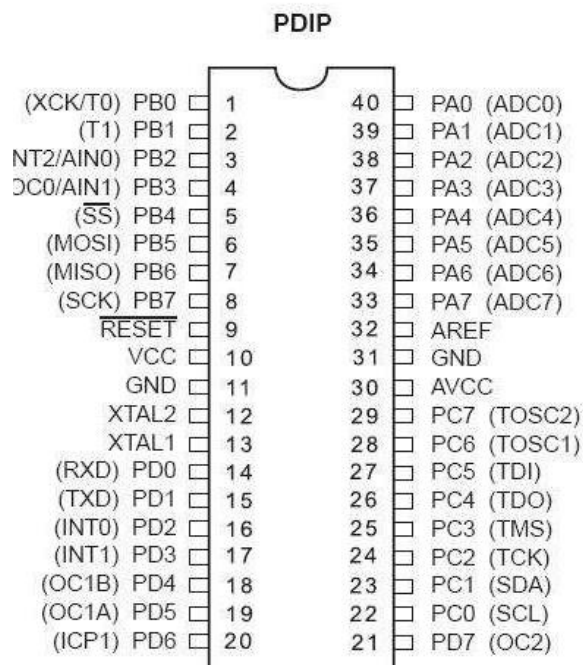 PDIP
(XCK/T0) PB0 1 40 PA0 (ADC0)
(T1) PB1 2 39 PA1 (ADC1)
NT2/AIN0) PB2 3 38 PA2 (ADC2)
OC0/AIN1) PB3 4 37 PA3 (ADC3)
(SS) PB4 5 36 PA4 (ADC4)
(MOSI) PB5 6 35 PA5 (ADC5)
(MISO) PB6 7 34 PA6 (ADC6)
(SCK) PB7 8 33 PA7 (ADC7)
RESET 9 32 AREF
VCC 10 31 GND
GND 11 30 AVCC
XTAL2 12 29 PC7 (TOSC2)
XTAL1 13 28 PC6 (TOSC1)
(RXD) PD0 14 27 PC5 (TDI)
(TXD) PD1 15 26 PC4 (TDO)
(INT0) PD2 16 25 PC3 (TMS)
(INT1) PD3 17 24 PC2 (TCK)
(OC1B) PD4 18 23 PC1 (SDA)
(OC1A) PD5 19 22 PC0 (SCL)
(ICP1) PD6 20 21 PD7 (OC2)